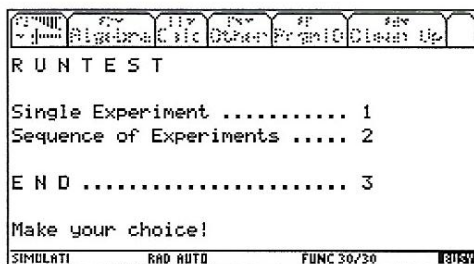 Algebra Calc Other PrgmIO Clean Up
R U N T E S T
Single Experiment ........... 1
Sequence of Experiments ..... 2
E N D ....................... 3
Make your choice!
SIMULATI RAD AUTO FUNC 30/30 BUSY